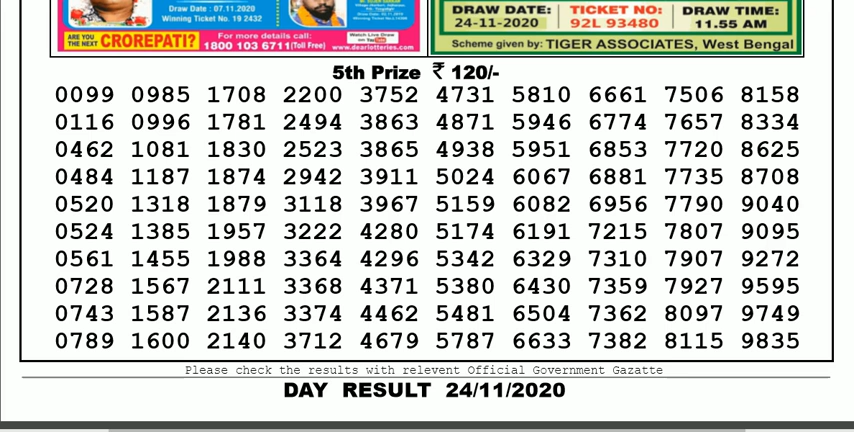 Draw Date : 07.11.2020
Winning Ticket No. 19 2432
ARE YOU
THE NEXT CROREPATI?
For more details call:
1800 103 6711(Toll Free)
Watch Live Draw
on YouTube
www.dearlotteries.com
DRAW DATE: TICKET NO: DRAW TIME:
24-11-2020 92L 93480 11.55 AM
Scheme given by: TIGER ASSOCIATES, West Bengal
5th Prize ₹ 120/-
0099 0985 1708 2200 3752 4731 5810 6661 7506 8158
0116 0996 1781 2494 3863 4871 5946 6774 7657 8334
0462 1081 1830 2523 3865 4938 5951 6853 7720 8625
0484 1187 1874 2942 3911 5024 6067 6881 7735 8708
0520 1318 1879 3118 3967 5159 6082 6956 7790 9040
0524 1385 1957 3222 4280 5174 6191 7215 7807 9095
0561 1455 1988 3364 4296 5342 6329 7310 7907 9272
0728 1567 2111 3368 4371 5380 6430 7359 7927 9595
0743 1587 2136 3374 4462 5481 6504 7362 8097 9749
0789 1600 2140 3712 4679 5787 6633 7382 8115 9835
Please check the results with relevent Official Government Gazatte
DAY RESULT 24/11/2020